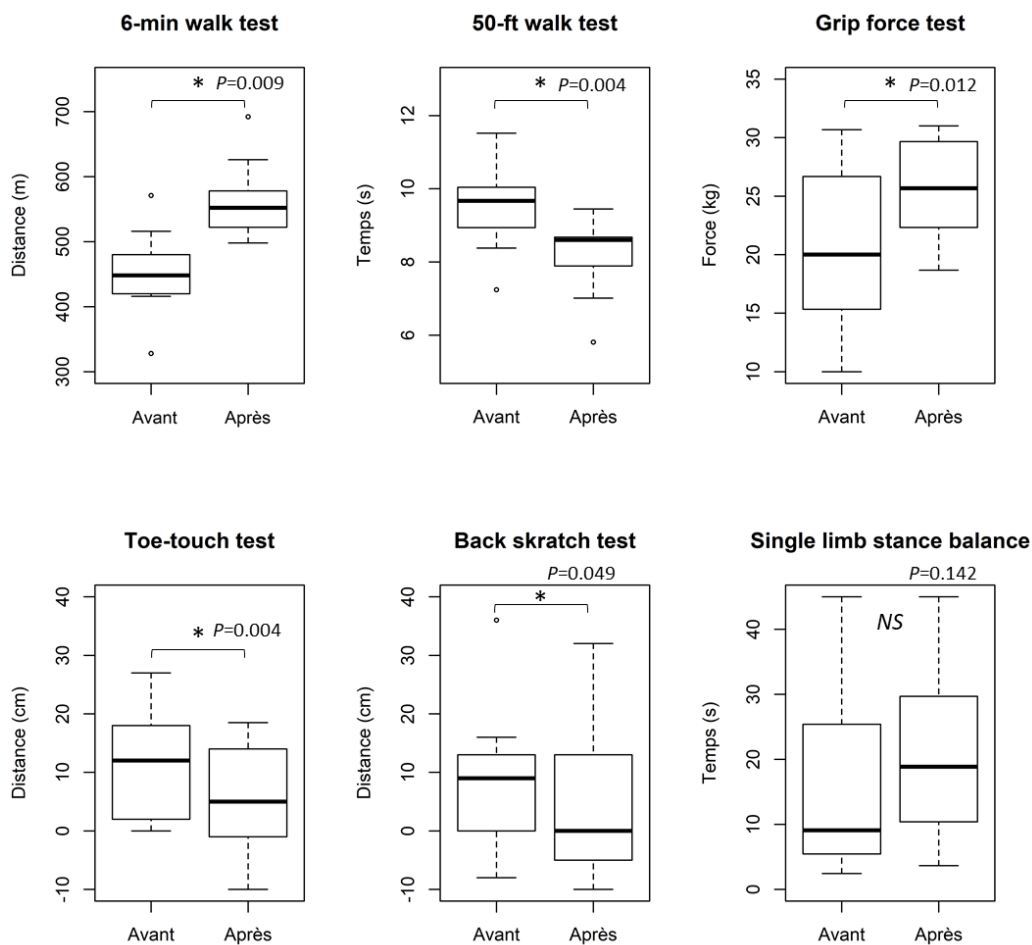 6-min walk test
* P=0.009
Distance (m)
700
600
500
400
300
Avant Après
50-ft walk test
* P=0.004
Temps (s)
12
10
8
6
Avant Après
Grip force test
* P=0.012
Force (kg)
35
30
25
20
15
10
Avant Après
Toe-touch test
* P=0.004
Distance (cm)
40
30
20
10
0
-10
Avant Après
Back skratch test
P=0.049
*
Distance (cm)
40
30
20
10
0
-10
Avant Après
Single limb stance balance
P=0.142
NS
Temps (s)
40
30
20
10
0
Avant Après